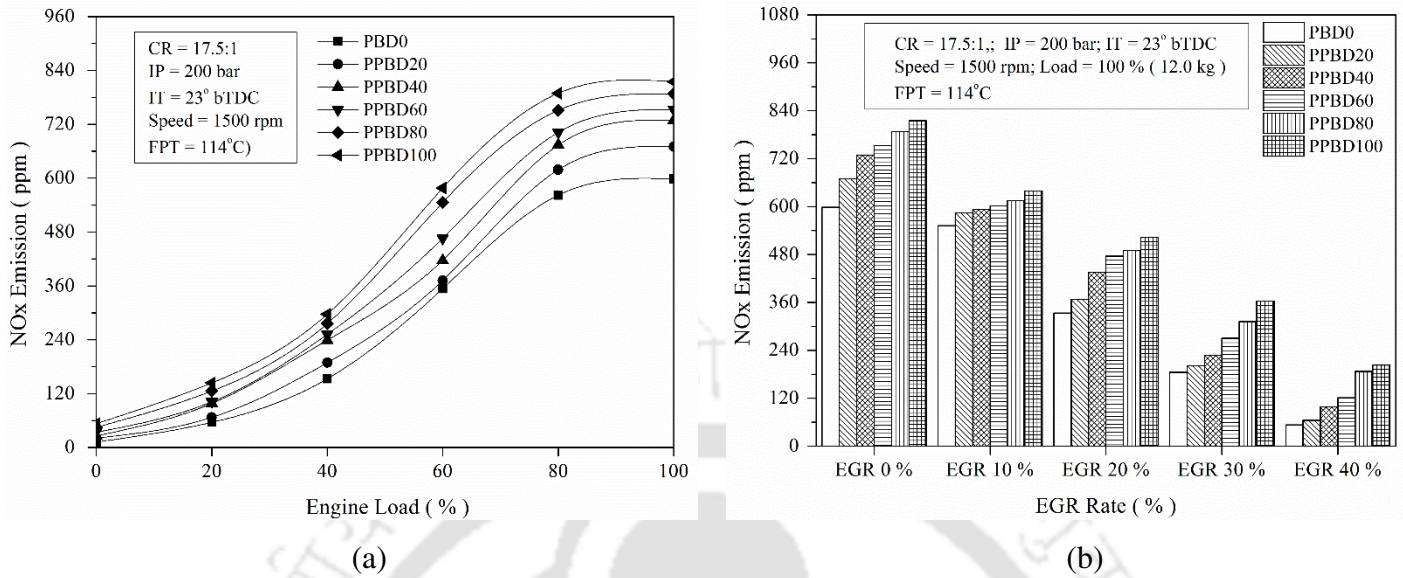 960
840
720
600
480
360
240
120
0
NOx Emission ( ppm )
CR = 17.5:1
IP = 200 bar
IT = 23° bTDC
Speed = 1500 rpm
FPT = 114°C)
PBD0
PPBD20
PPBD40
PPBD60
PPBD80
PPBD100
0 20 40 60 80 100
Engine Load ( % )
(a)
1080
960
840
720
600
480
360
240
120
0
NOx Emission ( ppm )
CR = 17.5:1,; IP = 200 bar; IT = 23° bTDC
Speed = 1500 rpm; Load = 100 % ( 12.0 kg )
FPT = 114°C
PBD0
PPBD20
PPBD40
PPBD60
PPBD80
PPBD100
EGR 0 % EGR 10 % EGR 20 % EGR 30 % EGR 40 %
EGR Rate ( % )
(b)